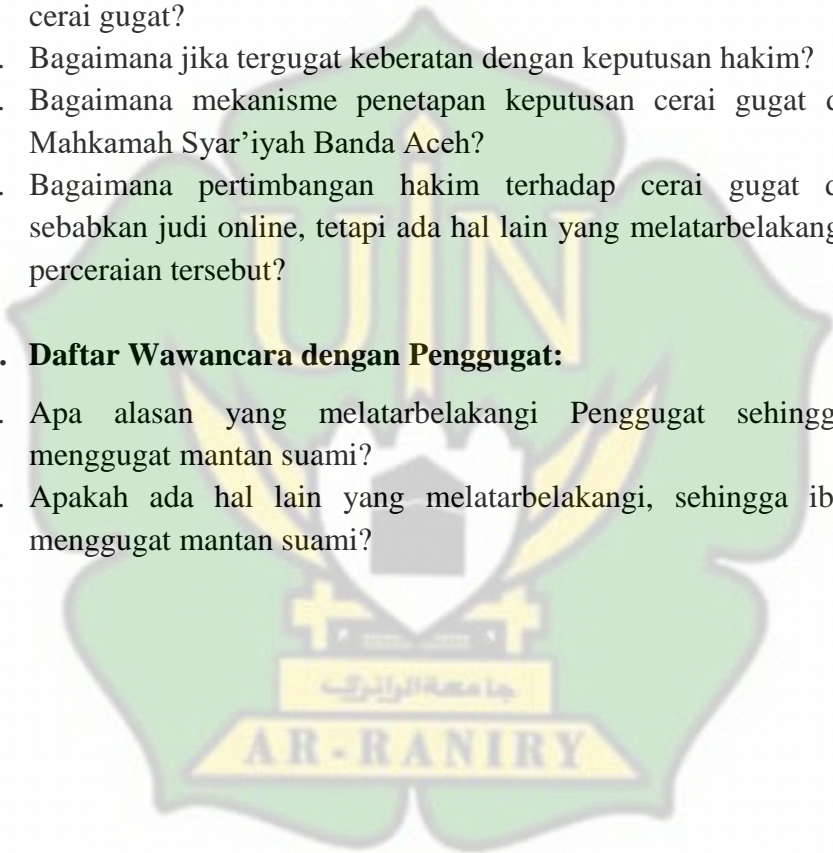 cerai gugat?
. Bagaimana jika tergugat keberatan dengan keputusan hakim?
. Bagaimana mekanisme penetapan keputusan cerai gugat d
Mahkamah Syar’iyah Banda Aceh?
. Bagaimana pertimbangan hakim terhadap cerai gugat d
sebabkan judi online, tetapi ada hal lain yang melatarbelakang
perceraian tersebut?
. Daftar Wawancara dengan Penggugat:
. Apa alasan yang melatarbelakangi Penggugat sehingg
menggugat mantan suami?
. Apakah ada hal lain yang melatarbelakangi, sehingga ib
menggugat mantan suami?
UIN
جامعة الرانري
AR-RANIRY